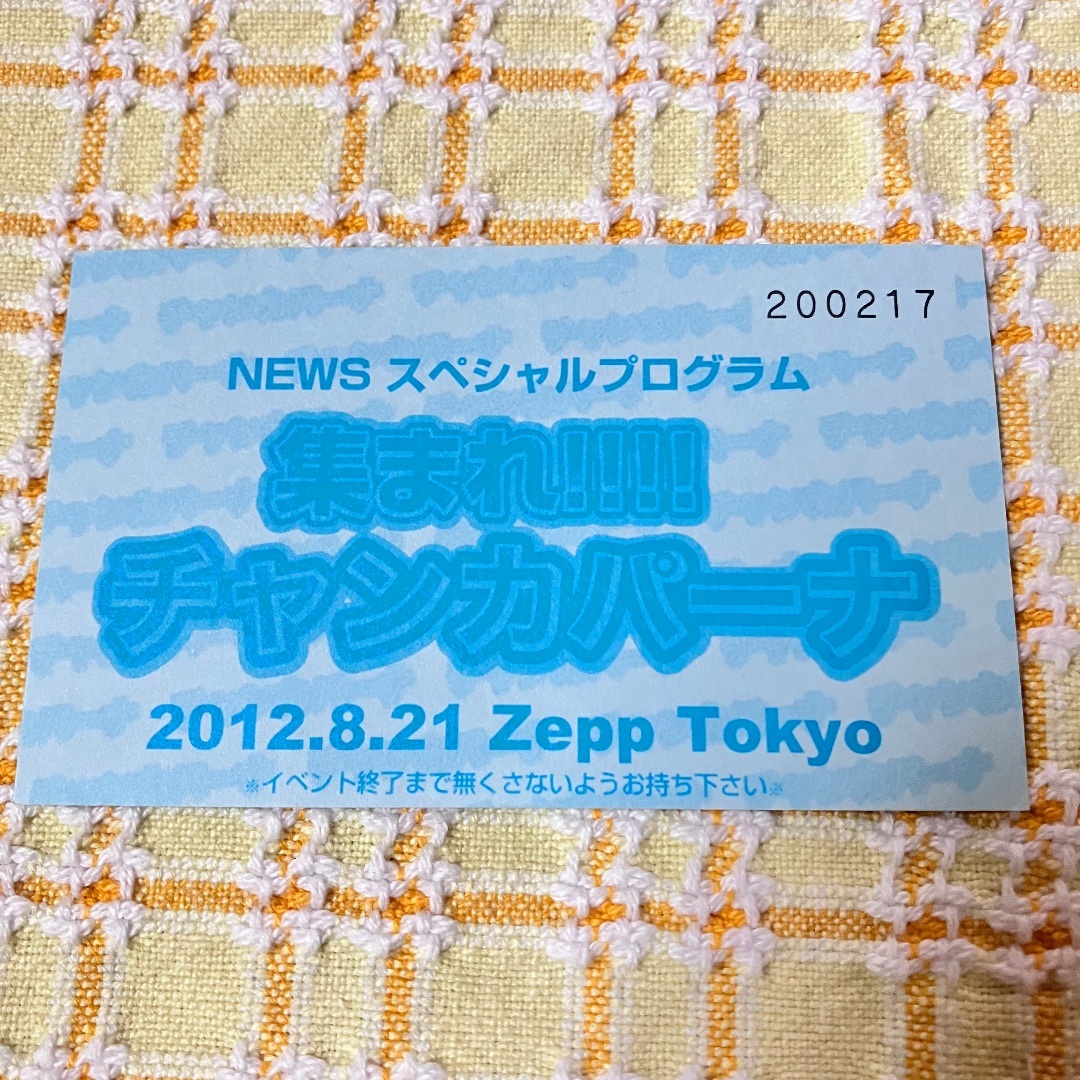 200217
NEWS スペシャルプログラム
集まれ!!!!
チャンカパーナ
2012.8.21 Zepp Tokyo
※イベント終了まで無くさないようお持ち下さい※